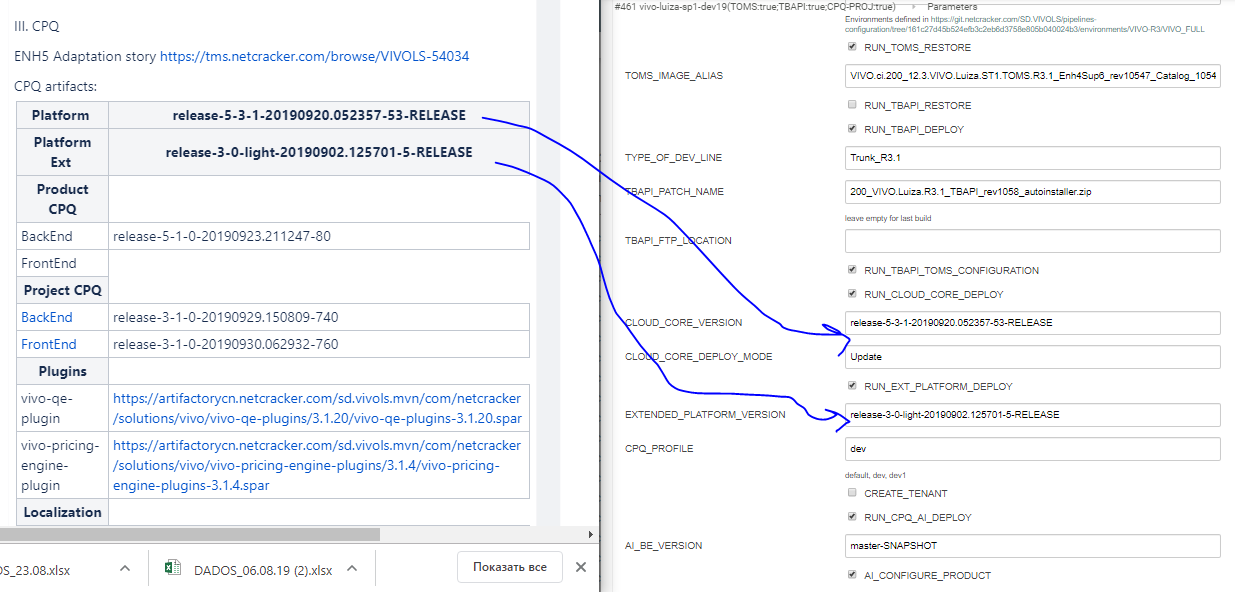 III. CPQ
ENH5 Adaptation story https://tms.netcracker.com/browse/VIVOLS-54034
CPQ artifacts:
Platform release-5-3-1-20190920.052357-53-RELEASE
Platform
Ext release-3-0-light-20190902.125701-5-RELEASE
Product
CPQ
BackEnd release-5-1-0-20190923.211247-80
FrontEnd
Project CPQ
BackEnd release-3-1-0-20190929.150809-740
FrontEnd release-3-1-0-20190930.062932-760
Plugins
vivo-qe-
plugin
https://artifactorycn.netcracker.com/sd.vivols.mvn/com/netcracker
/solutions/vivo/vivo-qe-plugins/3.1.20/vivo-qe-plugins-3.1.20.spar
vivo-pricing-
engine-
plugin
https://artifactorycn.netcracker.com/sd.vivols.mvn/com/netcracker
/solutions/vivo/vivo-pricing-engine-plugins/3.1.4/vivo-pricing-
engine-plugins-3.1.4.spar
Localization
OS_23.08.xlsx
DADOS_06.08.19 (2).xlsx
Показать все
#461 vivo-luiza-sp1-dev19(TOMS:true;TBAPI:true;CPQ-PROJ:true) Parameters
Environments defined in https://git.netcracker.com/SD.VIVOLS/pipelines-
configuration/tree/161c27d45b524efb3c2eb6d3758e805b040024b3/environments/VIVO-R3/VIVO_FULL
RUN_TOMS_RESTORE
TOMS_IMAGE_ALIAS VIVO.ci.200_12.3.VIVO.Luiza.ST1.TOMS.R3.1_Enh4Sup6_rev10547_Catalog_1054
RUN_TBAPI_RESTORE
RUN_TBAPI_DEPLOY
TYPE_OF_DEV_LINE Trunk_R3.1
TBAPI_PATCH_NAME 200_VIVO.Luiza.R3.1_TBAPI_rev1058_autoinstaller.zip
leave empty for last build
TBAPI_FTP_LOCATION
RUN_TBAPI_TOMS_CONFIGURATION
RUN_CLOUD_CORE_DEPLOY
CLOUD_CORE_VERSION release-5-3-1-20190920.052357-53-RELEASE
CLOUD_CORE_DEPLOY_MODE Update
RUN_EXT_PLATFORM_DEPLOY
EXTENDED_PLATFORM_VERSION release-3-0-light-20190902.125701-5-RELEASE
CPQ_PROFILE dev
default, dev, dev1
CREATE_TENANT
RUN_CPQ_AI_DEPLOY
AI_BE_VERSION master-SNAPSHOT
AI_CONFIGURE_PRODUCT